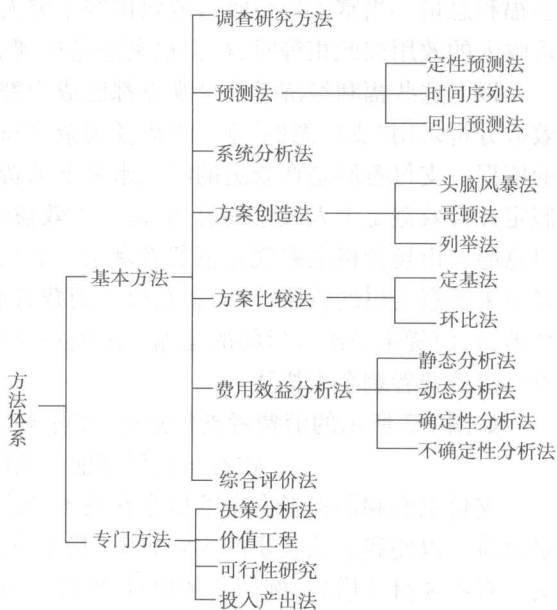 调查研究方法
定性预测法
预测法
时间序列法
回归预测法
系统分析法
头脑风暴法
方案创造法
哥顿法
列举法
基本方法
定基法
方案比较法
环比法
静态分析法
费用效益分析法
动态分析法
确定性分析法
不确定性分析法
方法体系
综合评价法
决策分析法
专门方法
价值工程
可行性研究
投入产出法